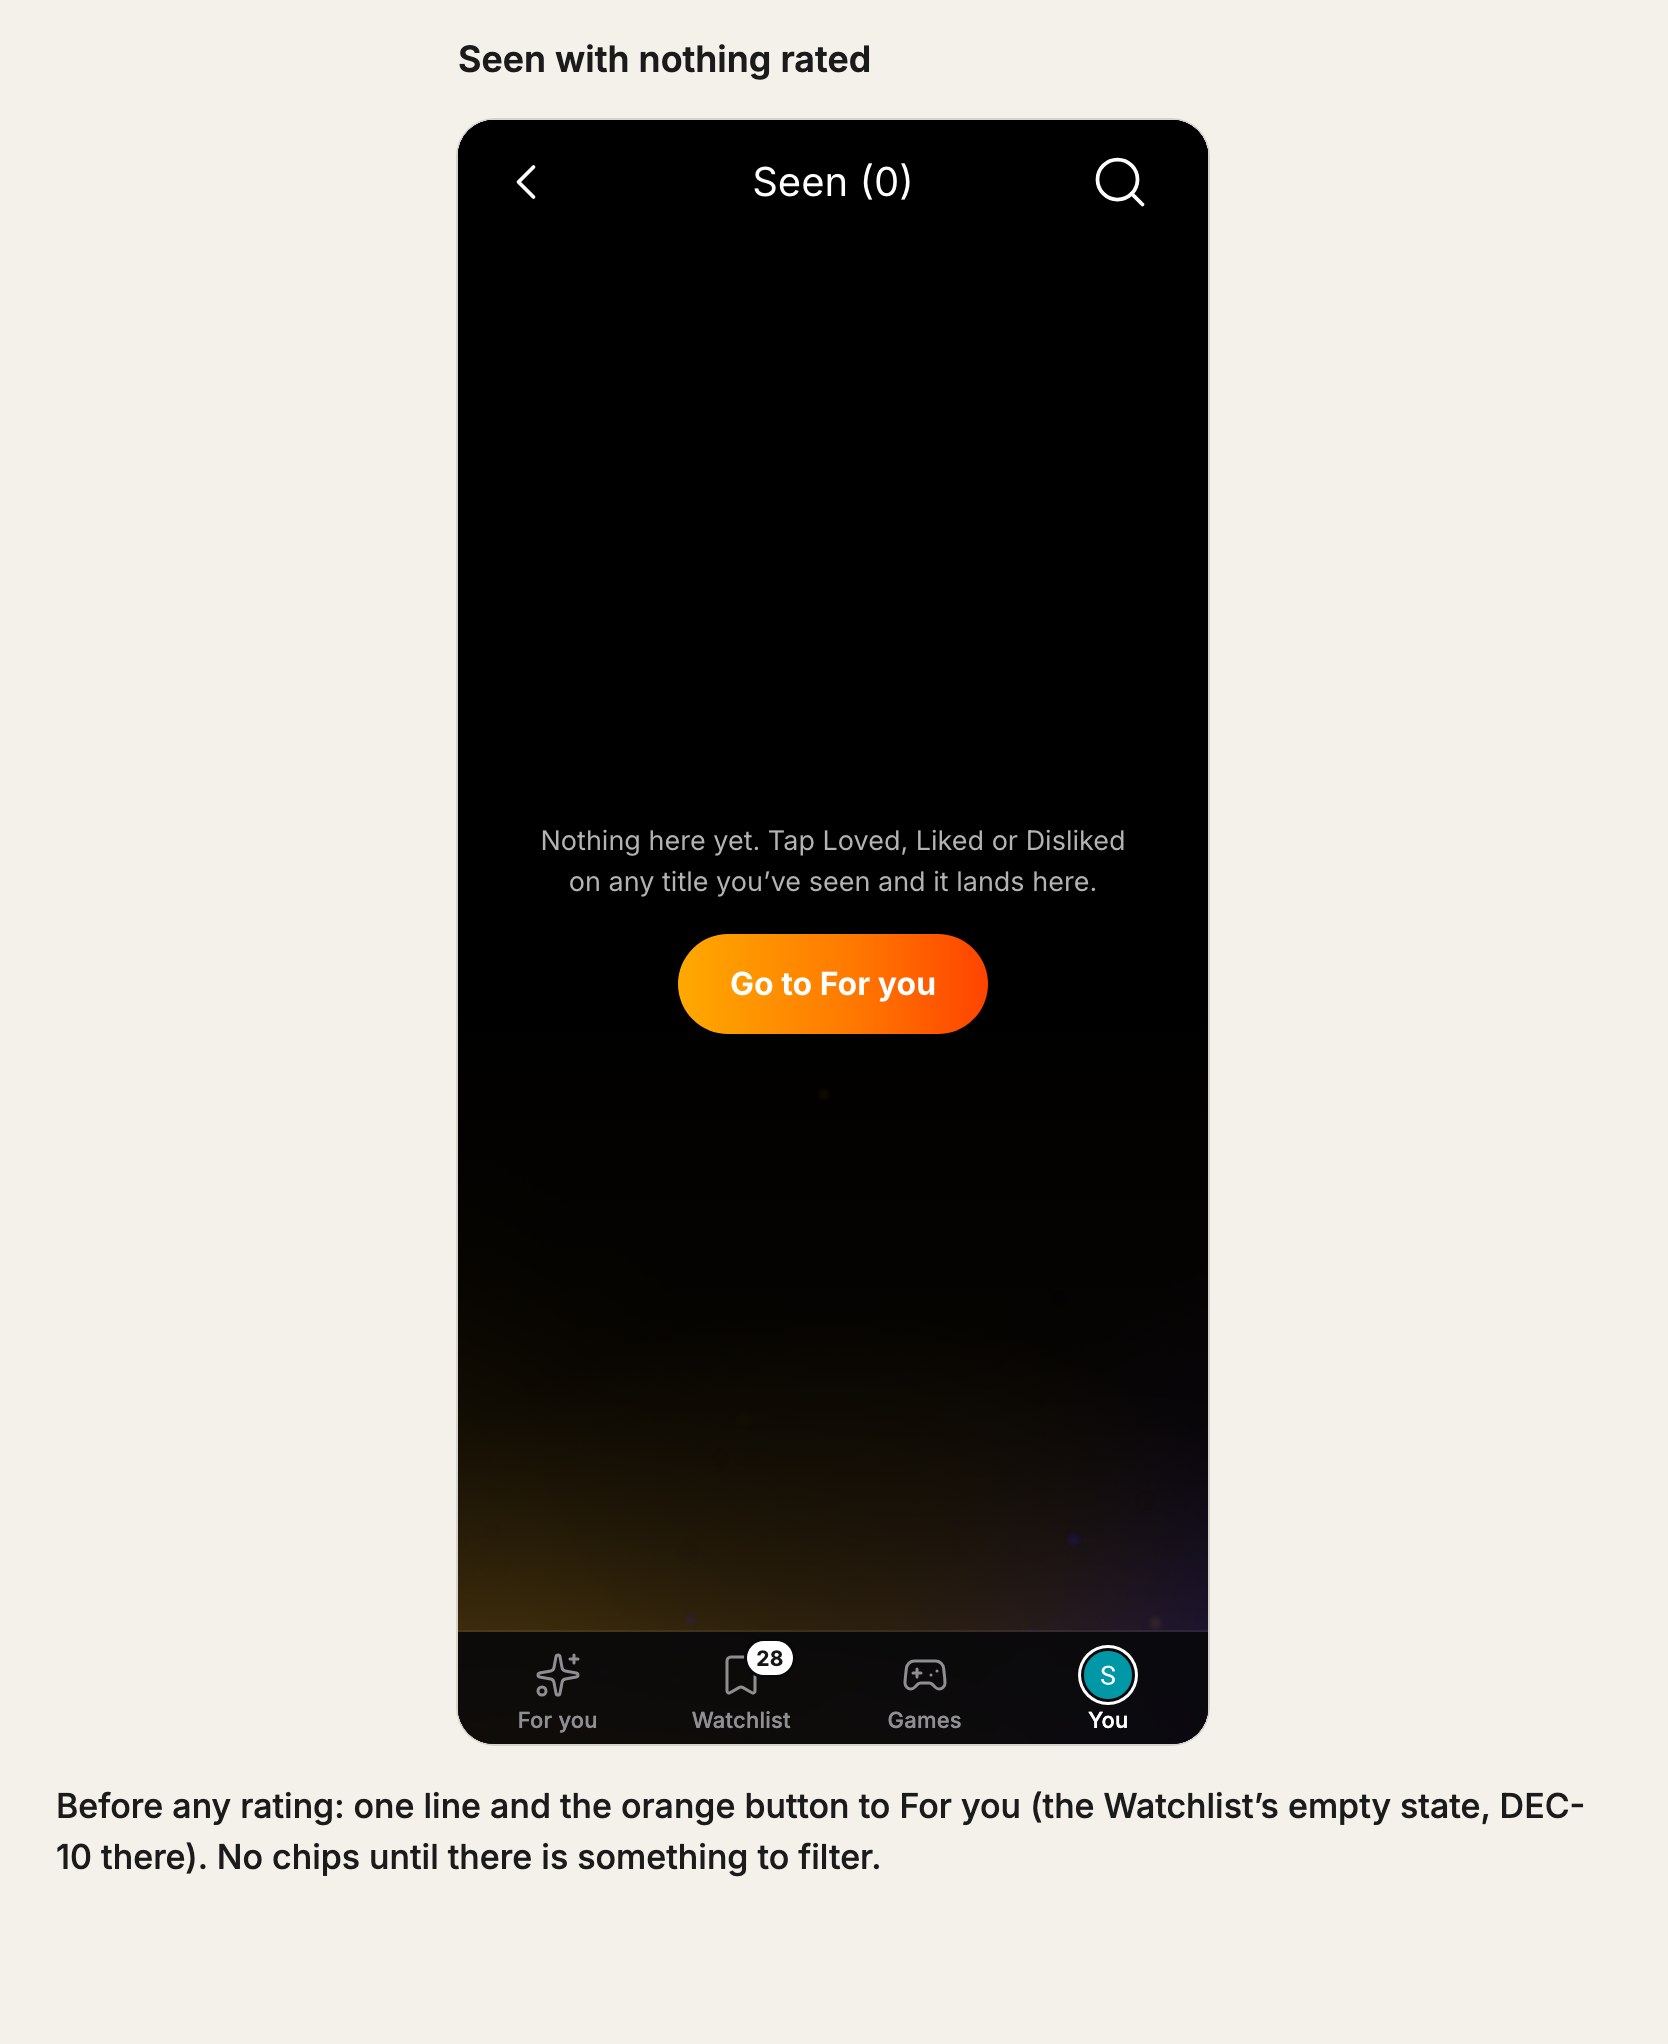 Seen with nothing rated
Seen (0)
Nothing here yet. Tap Loved, Liked or Disliked
on any title you’ve seen and it lands here.
Go to For you
28
For you
Watchlist
Games
S
You
Before any rating: one line and the orange button to For you (the Watchlist’s empty state, DEC-
10 there). No chips until there is something to filter.